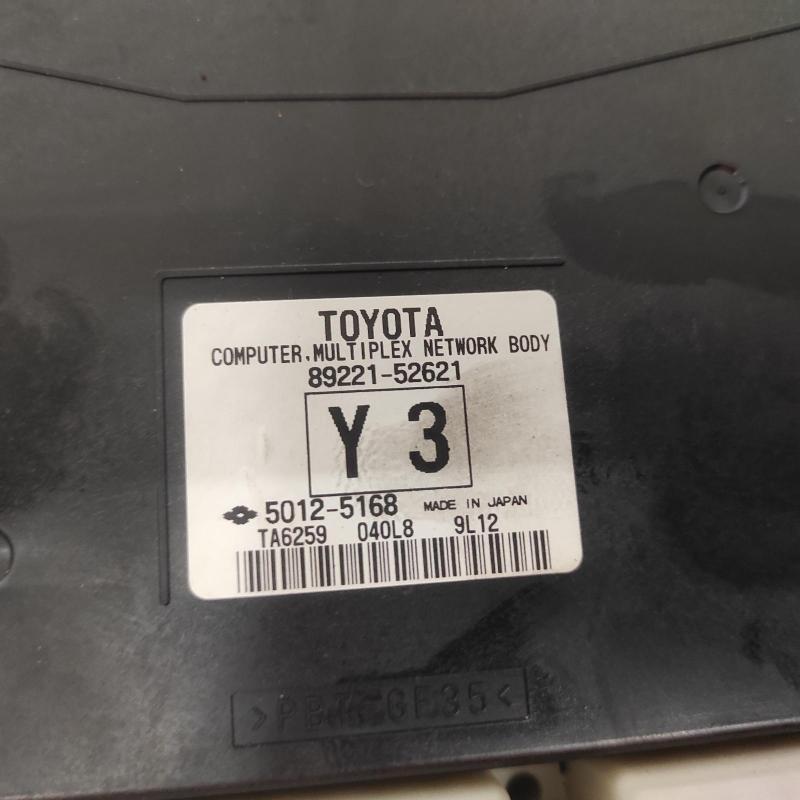 TOYOTA
COMPUTER,MULTIPLEX NETWORK BODY
89221-52621
Y 3
5012-5168 MADE IN JAPAN
TA6259 040L8 9L12